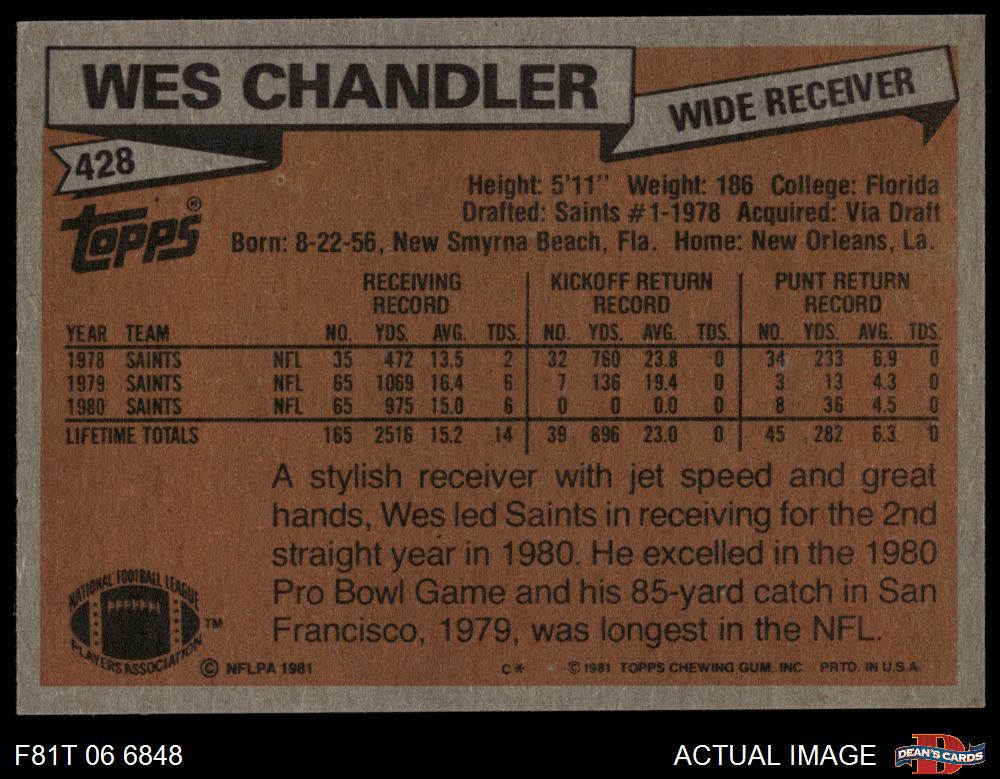 WES CHANDLER
WIDE RECEIVER
428
topps®
Height: 5'11" Weight: 186 College: Florida
Drafted: Saints #1-1978 Acquired: Via Draft
Born: 8-22-56, New Smyrna Beach, Fla. Home: New Orleans, La.
RECEIVING RECORD KICKOFF RETURN RECORD PUNT RETURN RECORD
YEAR TEAM NO. YDS. AVG. TDS. NO. YDS. AVG. TDS. NO. YDS. AVG. TDS.
1978 SAINTS NFL 35 472 13.5 2 32 760 23.8 0 34 233 6.9 0
1979 SAINTS NFL 65 1069 16.4 6 7 136 19.4 0 3 13 4.3 0
1980 SAINTS NFL 65 975 15.0 6 0 0 0.0 0 8 36 4.5 0
LIFETIME TOTALS 165 2516 15.2 14 39 896 23.0 0 45 282 6.3 0
A stylish receiver with jet speed and great
hands, Wes led Saints in receiving for the 2nd
straight year in 1980. He excelled in the 1980
Pro Bowl Game and his 85-yard catch in San
Francisco, 1979, was longest in the NFL.
NATIONAL FOOTBALL LEAGUE
PLAYERS ASSOCIATION TM
© NFLPA 1981 C* ©1981 TOPPS CHEWING GUM, INC. PRTD. IN U.S.A.
F81T 06 6848 ACTUAL IMAGE D DEAN'S CARDS